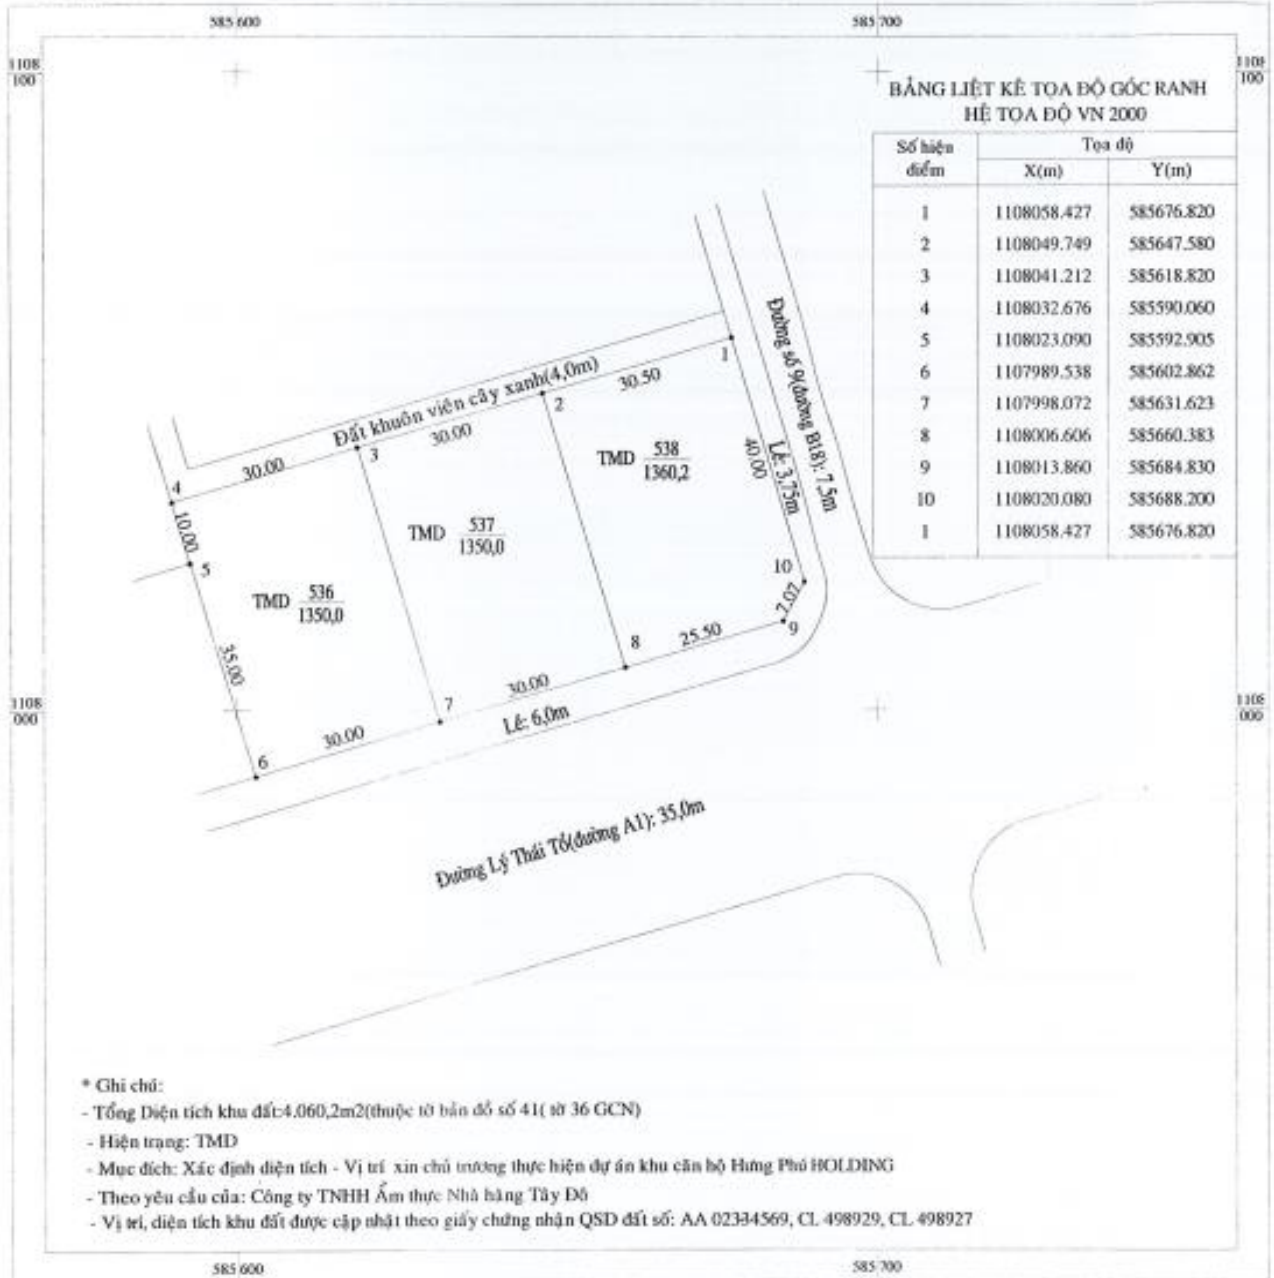 585 600
585 700
1108
100
1108
100
BẢNG LIỆT KÊ TỌA ĐỘ GÓC RANH
HỆ TỌA ĐỘ VN 2000
Số hiệu điểm Tọa độ
X(m) Y(m)
1 1108058.427 585676.820
2 1108049.749 585647.580
3 1108041.212 585618.820
4 1108032.676 585590.060
5 1108023.090 585592.905
6 1107989.538 585602.862
7 1107998.072 585631.623
8 1108006.606 585660.383
9 1108013.860 585684.830
10 1108020.080 585688.200
1 1108058.427 585676.820
Đường số 9(đường B18): 7,5m
Lề: 3,75m
40.00
1
30.50
2
Đất khuôn viên cây xanh(4,0m)
30.00
3
30.00
4
10.00
5
35.00
6
TMD 538
1360,2
TMD 537
1350,0
TMD 536
1350,0
10
7.07
9
25.50
8
30.00
7
30.00
Lề: 6,0m
1108
000
1108
000
Đường Lý Thái Tổ(đường A1): 35,0m
* Ghi chú:
- Tổng Diện tích khu đất:4.060,2m2(thuộc tờ bản đồ số 41( tờ 36 GCN)
- Hiện trạng: TMD
- Mục đích: Xác định diện tích - Vị trí xin chủ trương thực hiện dự án khu căn hộ Hưng Phú HOLDING
- Theo yêu cầu của: Công ty TNHH Ẩm thực Nhà hàng Tây Đô
- Vị trí, diện tích khu đất được cập nhật theo giấy chứng nhận QSD đất số: AA 02334569, CL 498929, CL 498927
585 600
585 700